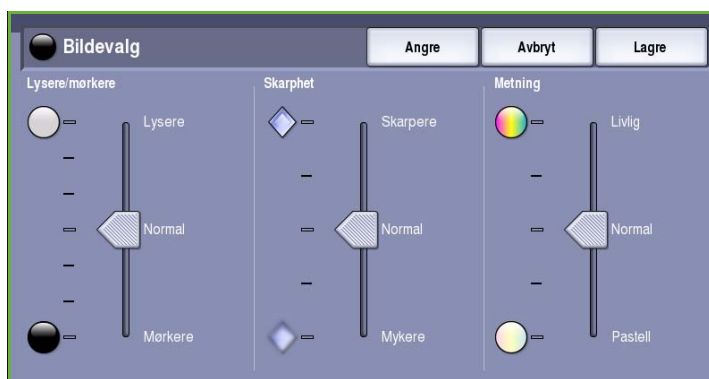 Bildevalg
Angre
Avbryt
Lagre
Lysere/mørkere
Lysere
Normal
Mørkere
Skarphet
Skarpere
Normal
Mykere
Metning
Livlig
Normal
Pastell